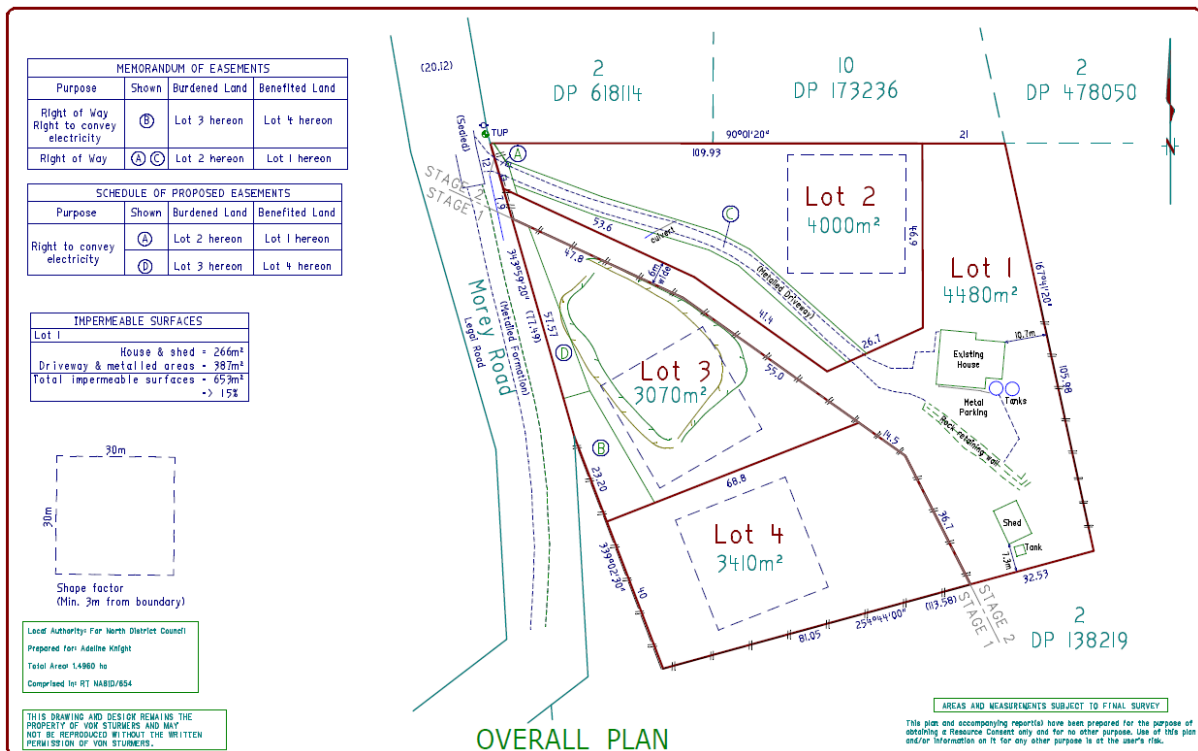 MEMORANDUM OF EASEMENTS
Purpose Shown Burdened Land Benefited Land
Right of Way
Right to convey
electricity
B Lot 3 hereon Lot 4 hereon
Right of Way A C Lot 2 hereon Lot 1 hereon
SCHEDULE OF PROPOSED EASEMENTS
Purpose Shown Burdened Land Benefited Land
Right to convey
electricity
A Lot 2 hereon Lot 1 hereon
D Lot 3 hereon Lot 4 hereon
IMPERMEABLE SURFACES
Lot 1
House & shed = 266m²
Driveway & metalled areas = 387m²
Total impermeable surfaces = 653m²
-> 15%
30m
30m
Shape factor
(Min. 3m from boundary)
Local Authority: Far North District Council
Prepared for: Adeline Knight
Total Area: 1.4960 ha
Comprised in: RT NA81D/654
THIS DRAWING AND DESIGN REMAINS THE
PROPERTY OF VON STURMERS AND MAY
NOT BE REPRODUCED WITHOUT THE WRITTEN
PERMISSION OF VON STURMERS.
(20.12)
2
DP 618114
10
DP 173236
2
DP 478050
N
TUP
(Sealed)
90°01'20"
21
109.93
A
12
7.9
STAGE 2
STAGE 1
53.6
culvert
C
Lot 2
4000m²
46.9
Lot 1
4480m²
167°41'20"
47.8
6m
wide
(Metalled Driveway)
41.4
26.7
10.7m
Existing
House
Metal
Parking
Tanks
105.98
Rock retaining wall
343°59'20"
(77.49)
57.57
Morey Road
Legal Road
(Metalled Formation)
D
Lot 3
3070m²
55.0
B
14.5
23.20
68.8
36.7
Shed
Tank
7.3m
Lot 4
3410m²
339°02'30"
40
32.53
81.05
254°44'00"
(113.58)
STAGE 2
STAGE 1
2
DP 138219
OVERALL PLAN
AREAS AND MEASUREMENTS SUBJECT TO FINAL SURVEY
This plan and accompanying report(s) have been prepared for the purpose of
obtaining a Resource Consent only and for no other purpose. Use of this plan
and/or information on it for any other purpose is at the user's risk.